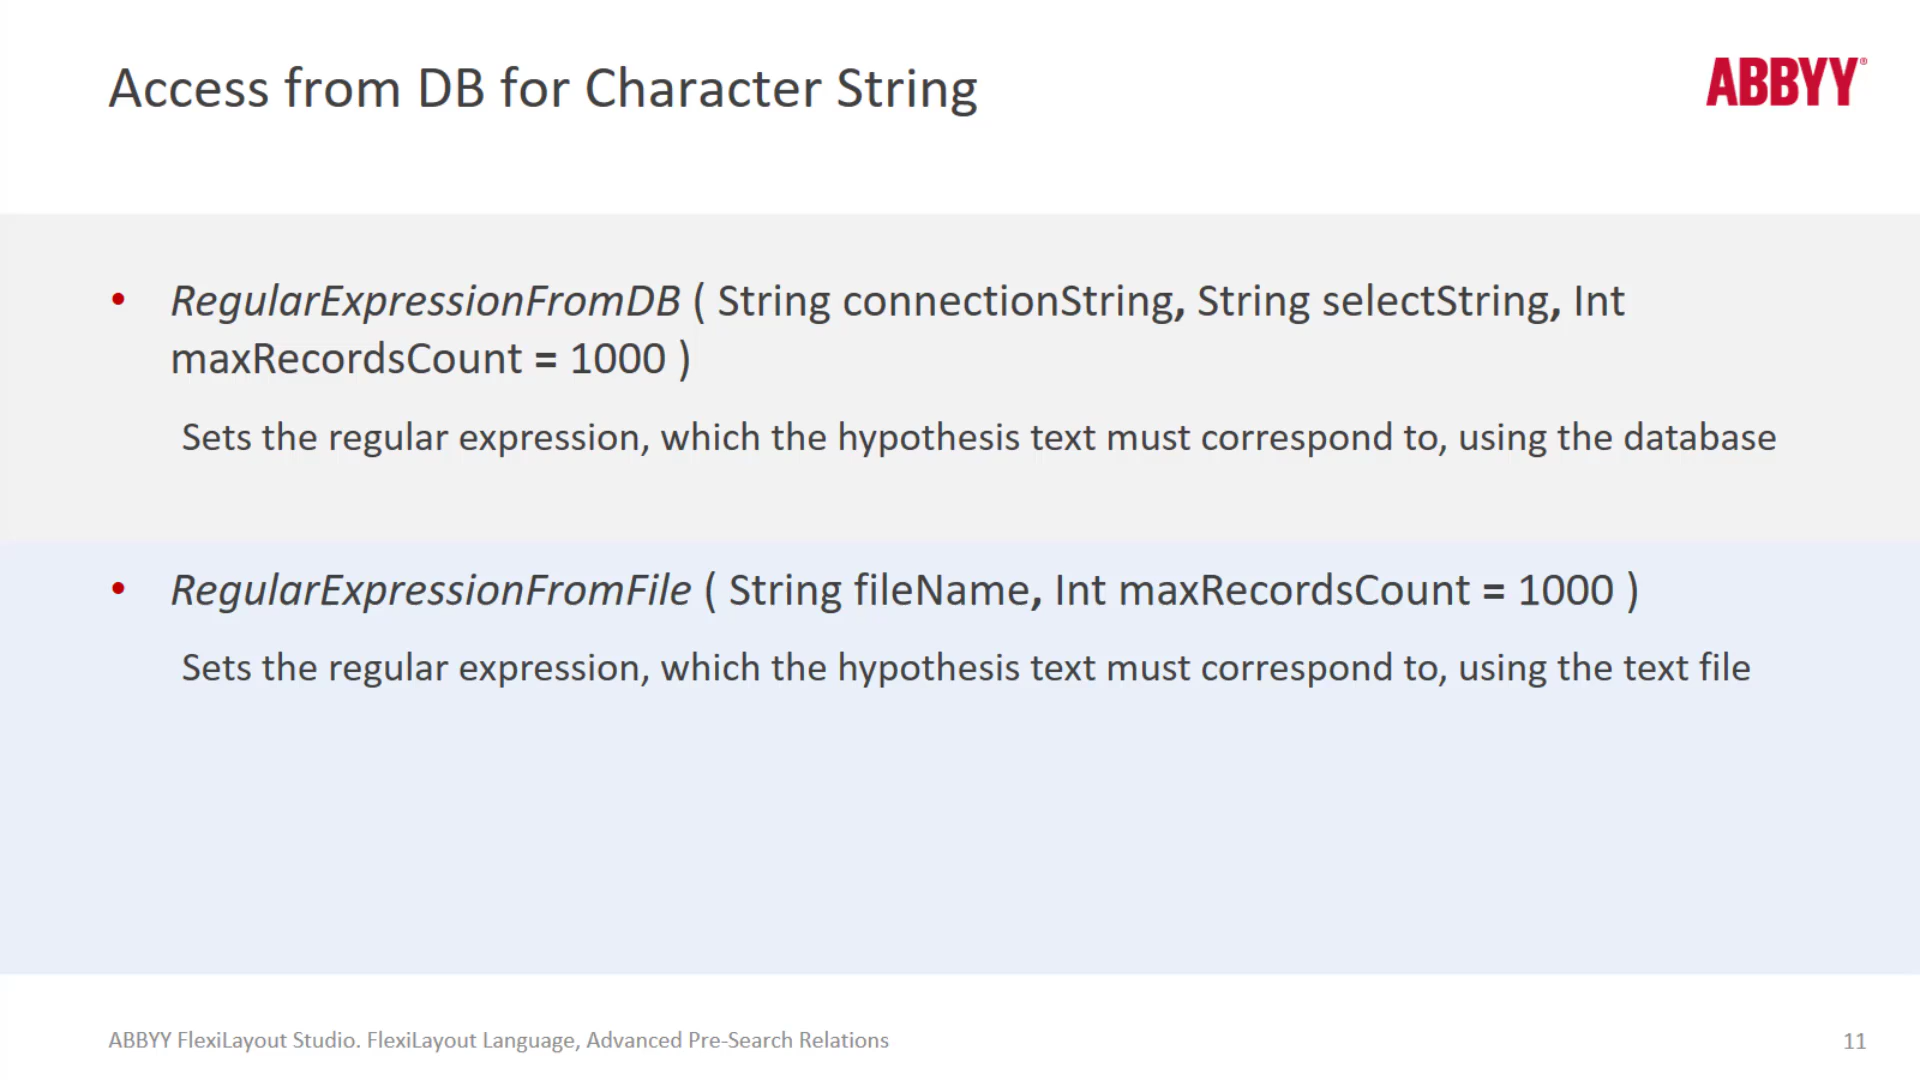 Access from DB for Character String
ABBYY®
• RegularExpressionFromDB ( String connectionString, String selectString, Int
maxRecordsCount = 1000 )
Sets the regular expression, which the hypothesis text must correspond to, using the database
• RegularExpressionFromFile ( String fileName, Int maxRecordsCount = 1000 )
Sets the regular expression, which the hypothesis text must correspond to, using the text file
ABBYY FlexiLayout Studio. FlexiLayout Language, Advanced Pre-Search Relations
11